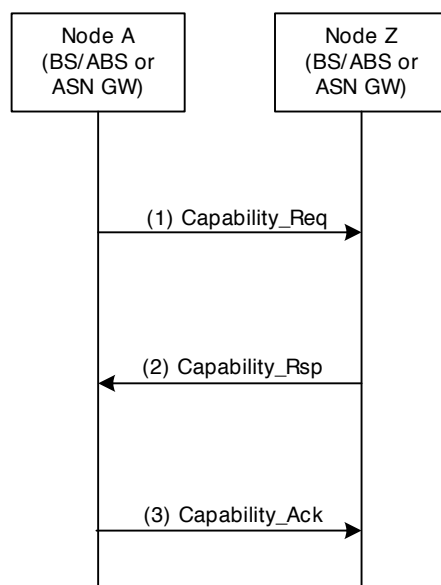 Node A
(BS/ABS or
ASN GW)
Node Z
(BS/ABS or
ASN GW)
(1) Capability_Req
(2) Capability_Rsp
(3) Capability_Ack